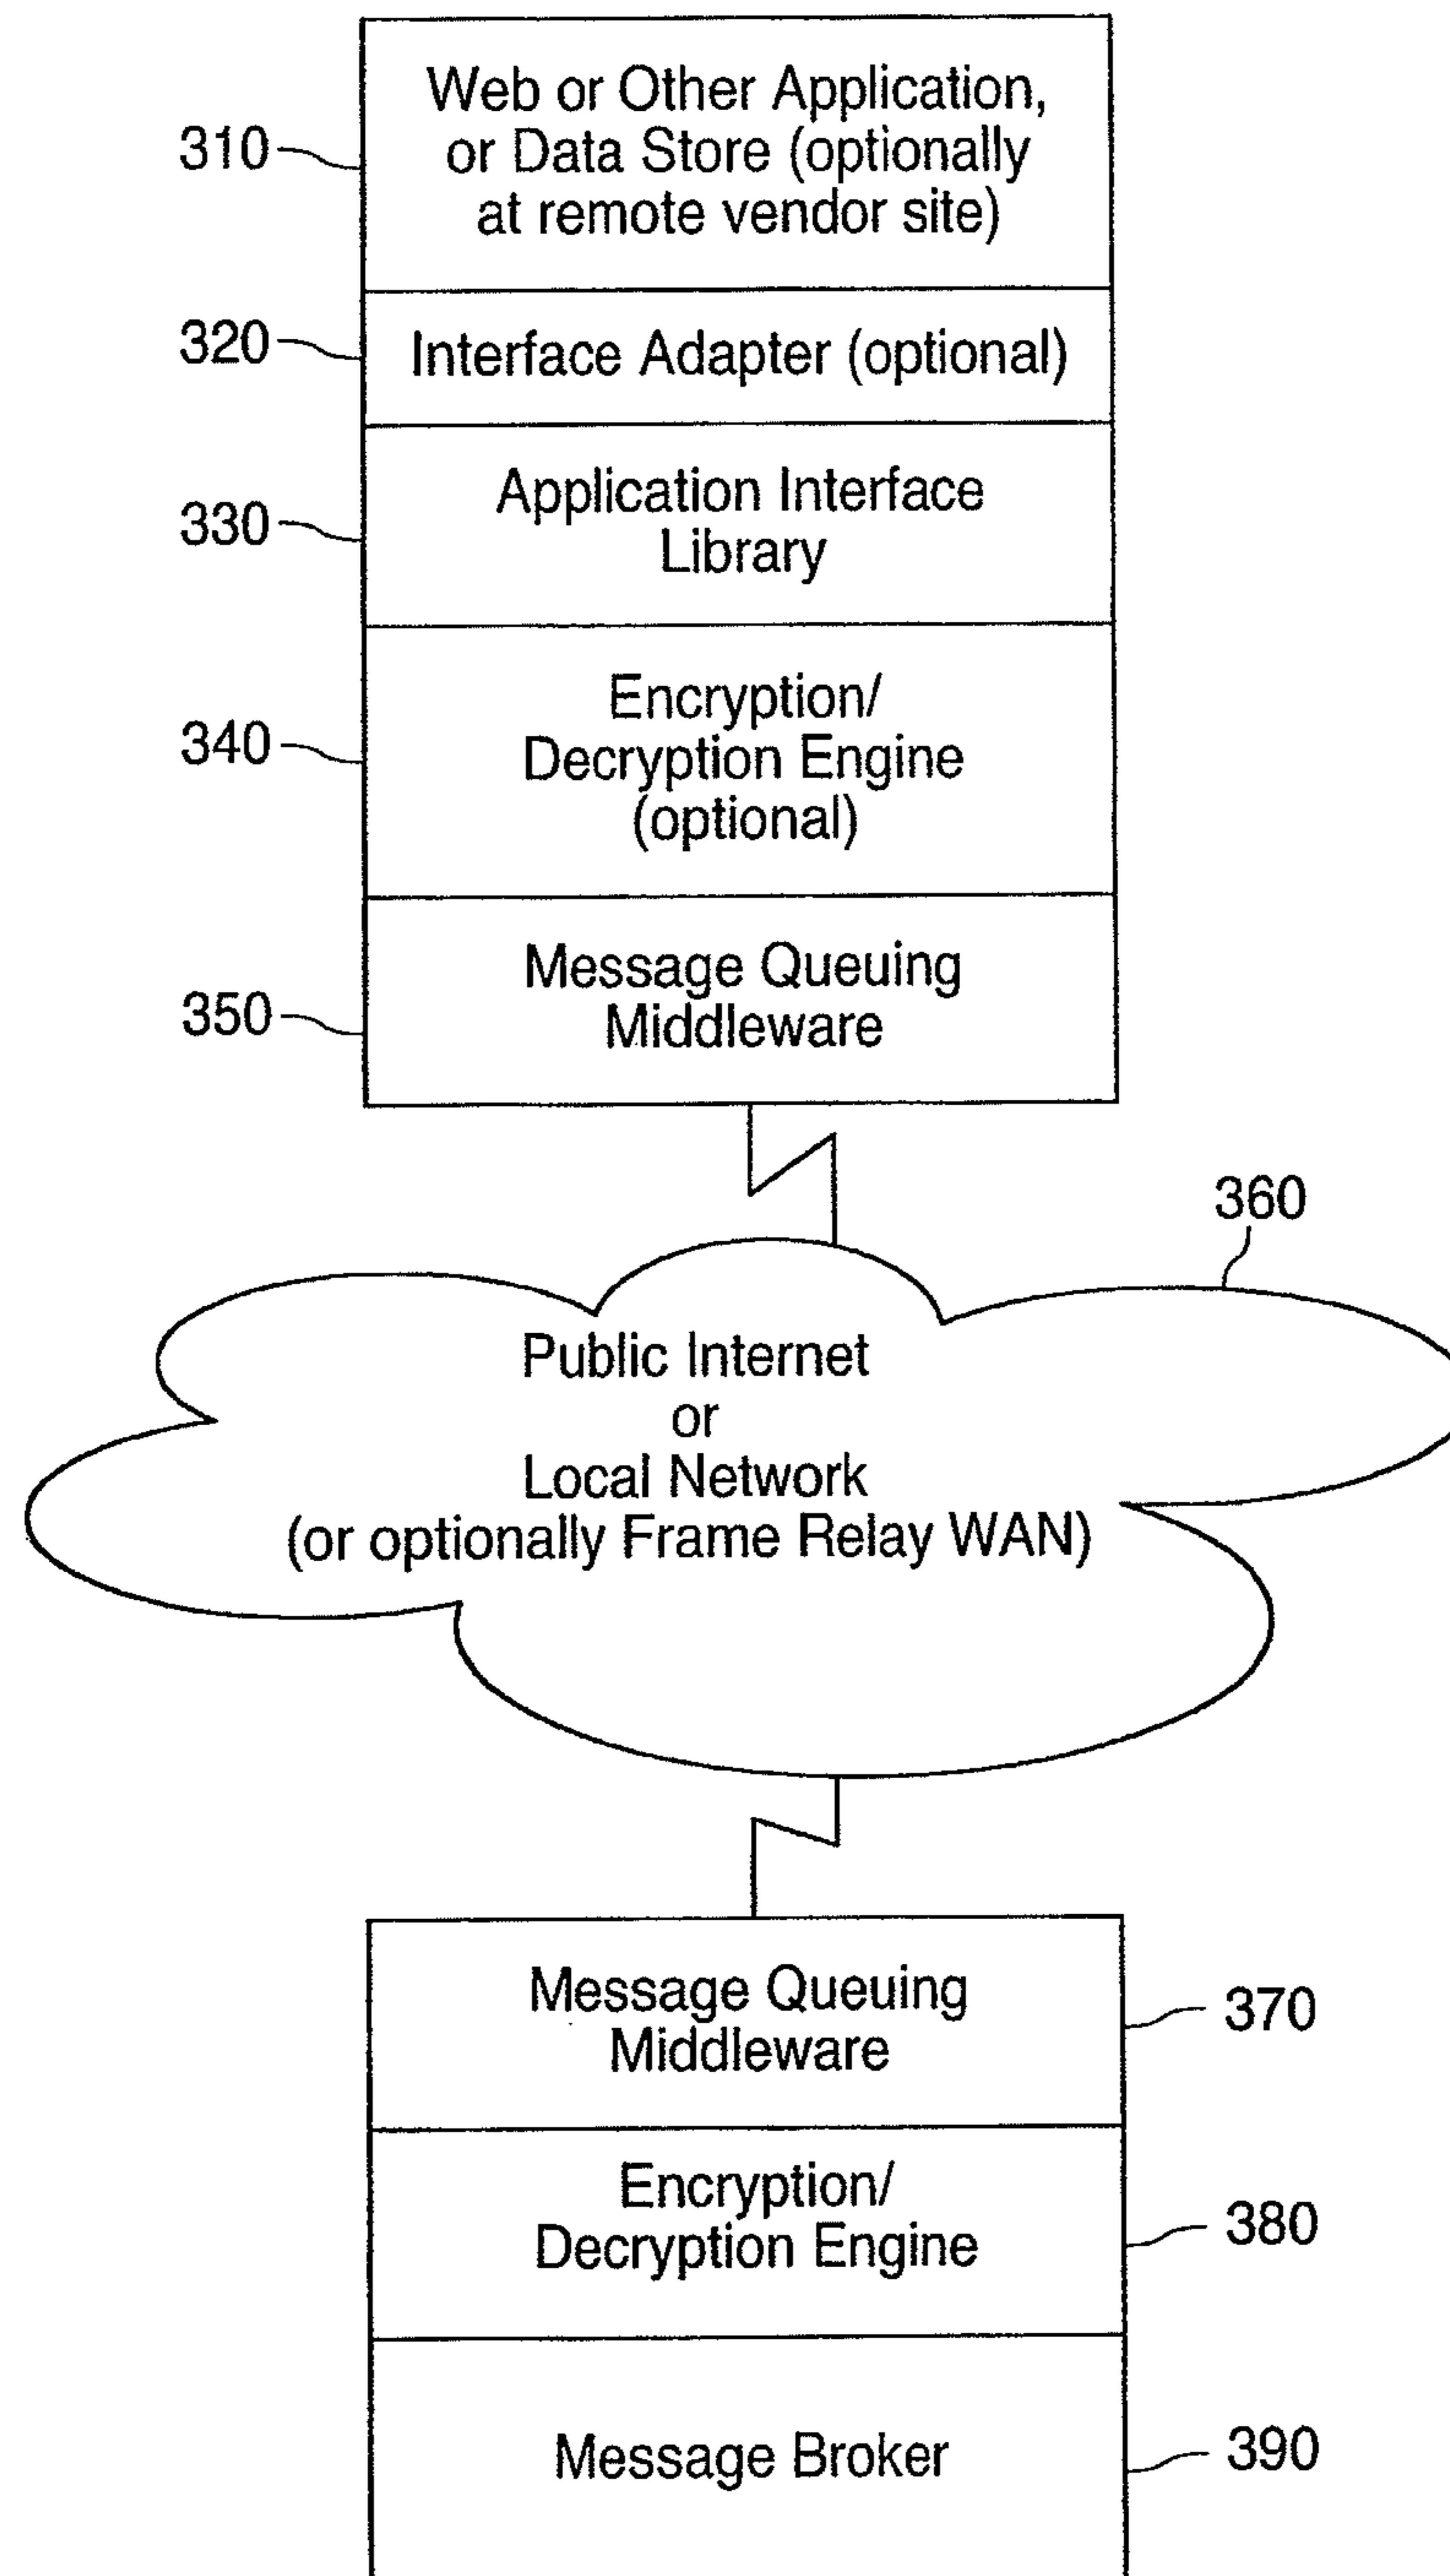 Web or Other Application,
or Data Store (optionally
at remote vendor site)
310
Interface Adapter (optional)
320
Application Interface
Library
330
Encryption/
Decryption Engine
(optional)
340
Message Queuing
Middleware
350
360
Public Internet
or
Local Network
(or optionally Frame Relay WAN)
Message Queuing
Middleware
370
Encryption/
Decryption Engine
380
Message Broker
390